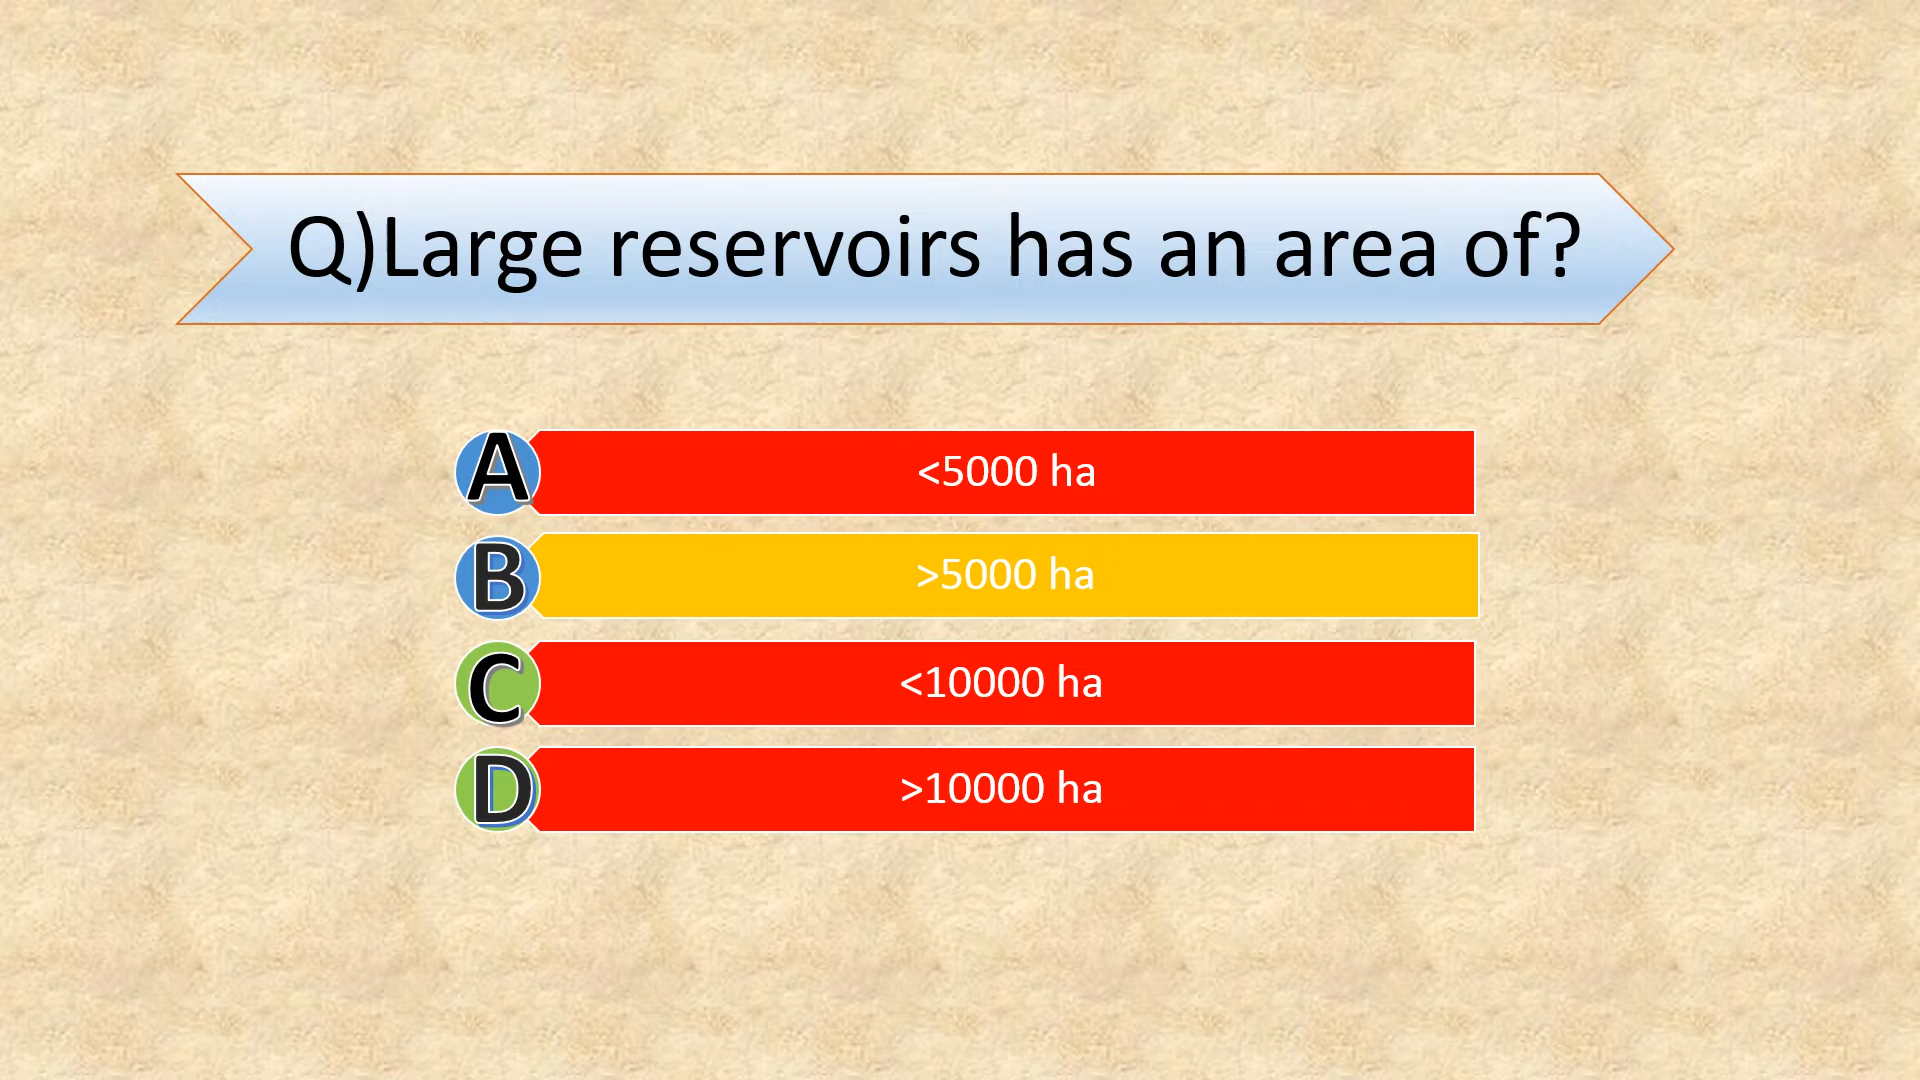 Q)Large reservoirs has an area of?
A <5000 ha
B >5000 ha
C <10000 ha
D >10000 ha